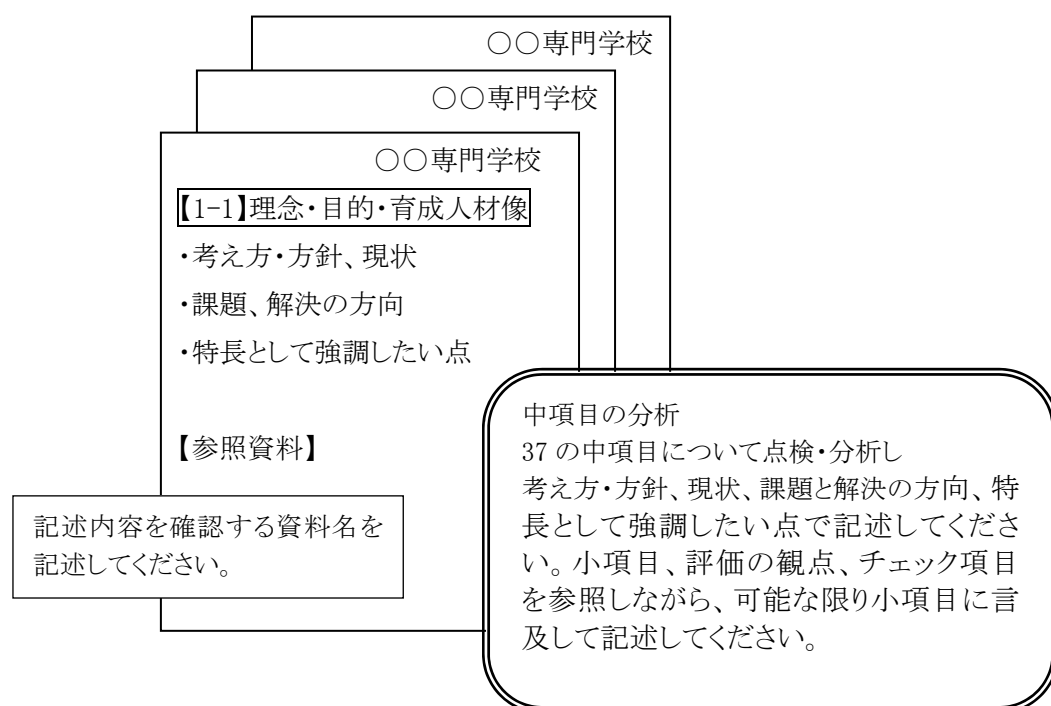 〇〇専門学校
〇〇専門学校
〇〇専門学校
【1-1】理念・目的・育成人材像
・考え方・方針、現状
・課題、解決の方向
・特長として強調したい点
【参照資料】
記述内容を確認する資料名を
記述してください。
中項目の分析
37 の中項目について点検・分析し
考え方・方針、現状、課題と解決の方向、特
長として強調したい点で記述してくださ
い。小項目、評価の観点、チェック項目
を参照しながら、可能な限り小項目に言
及して記述してください。